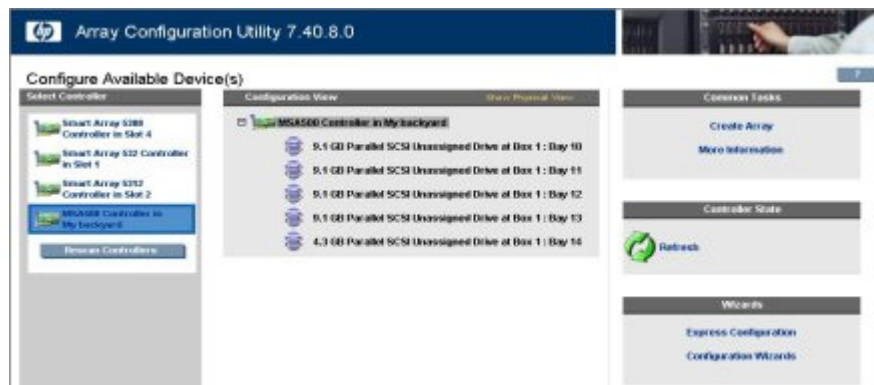 hp Array Configuration Utility 7.40.8.0
Configure Available Device(s)
?
Select Controller
Smart Array 5300
Controller in Slot 4
Smart Array 532 Controller
in Slot 1
Smart Array 5312
Controller in Slot 2
MSA500 Controller in
My backyard
Rescan Controllers
Configuration View Show Physical View
MSA500 Controller in My backyard
9.1 GB Parallel SCSI Unassigned Drive at Box 1 : Bay 10
9.1 GB Parallel SCSI Unassigned Drive at Box 1 : Bay 11
9.1 GB Parallel SCSI Unassigned Drive at Box 1 : Bay 12
9.1 GB Parallel SCSI Unassigned Drive at Box 1 : Bay 13
4.3 GB Parallel SCSI Unassigned Drive at Box 1 : Bay 14
Common Tasks
Create Array
More Information
Controller State
Refresh
Wizards
Express Configuration
Configuration Wizards